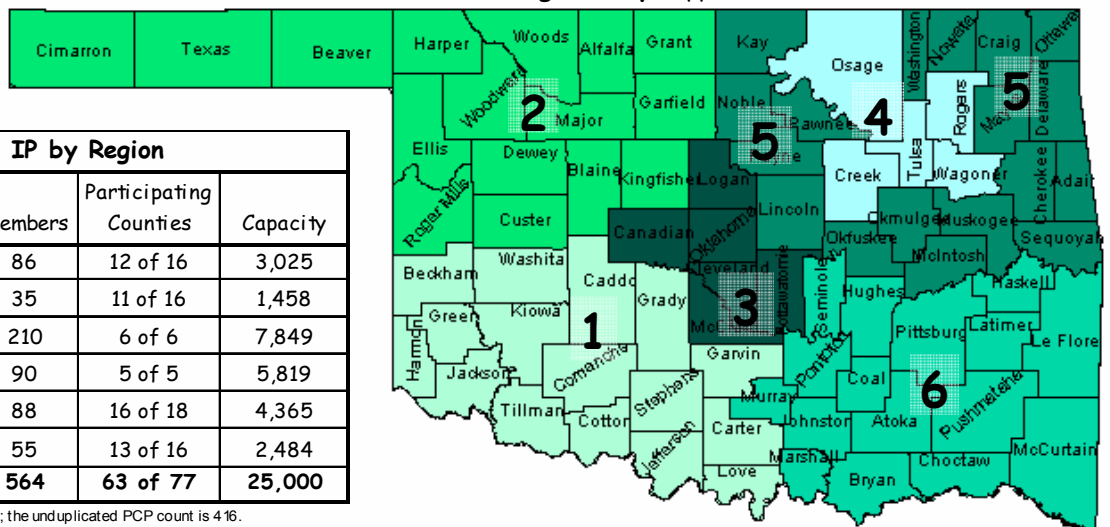 Cimarron
Texas
Beaver
Harper
Woods
Alfalfa
Grant
Kay
Osage
Washington
Nowata
Craig
Ottawa
Woodward
2
Major
Garfield
Noble
Pawnee
4
Rogers
5
Delaware
Ellis
Dewey
Blaine
Kingfisher
Logan
5
Creek
Tulsa
Wagoner
Cherokee
Adair
Roger Mills
Custer
Canadian
Oklahoma
Lincoln
Okmulgee
Muskogee
Sequoyah
Beckham
Washita
Caddo
Grady
Cleveland
Pottawatomie
Seminole
Okfuskee
McIntosh
Hughes
Haskell
Greer
Kiowa
1
3
Pittsburg
Latimer
Le Flore
Harmon
Jackson
Comanche
Stephens
Garvin
Pontotoc
Coal
6
Pushmataha
Tillman
Cotton
Jefferson
Carter
Murray
Johnston
Atoka
McCurtain
Love
Marshall
Bryan
Choctaw
IP by Region
embers
Participating
Counties
Capacity
86 12 of 16 3,025
35 11 of 16 1,458
210 6 of 6 7,849
90 5 of 5 5,819
88 16 of 18 4,365
55 13 of 16 2,484
564 63 of 77 25,000
; the unduplicated PCP count is 416.